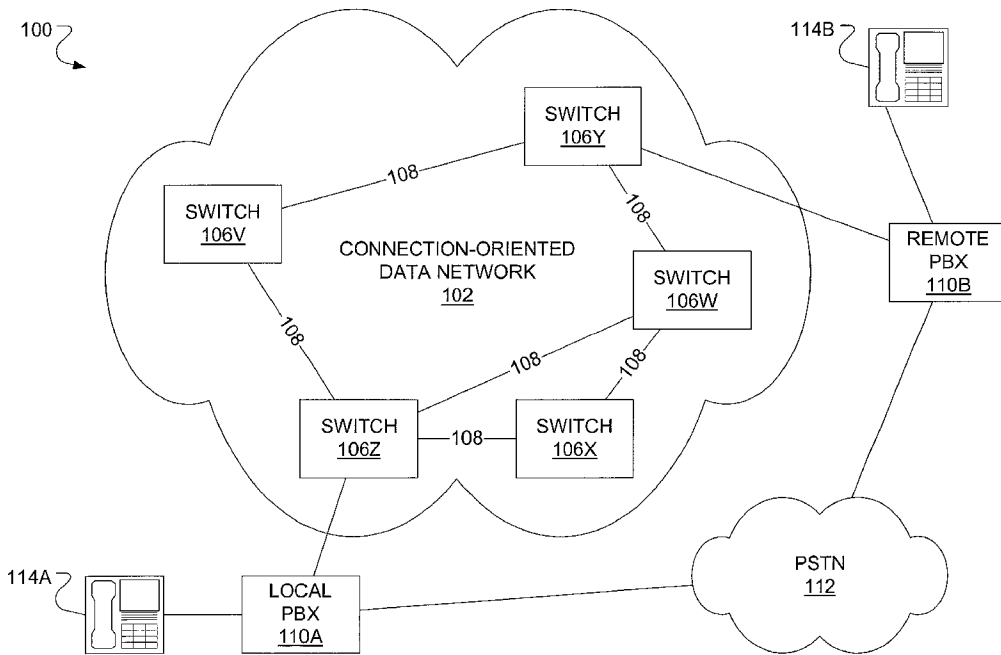 100
114B
SWITCH
106Y
108
SWITCH
106V
108
REMOTE
PBX
110B
CONNECTION-ORIENTED
DATA NETWORK
102
SWITCH
106W
108
108
108
SWITCH
106Z
108
SWITCH
106X
PSTN
112
114A
LOCAL
PBX
110A